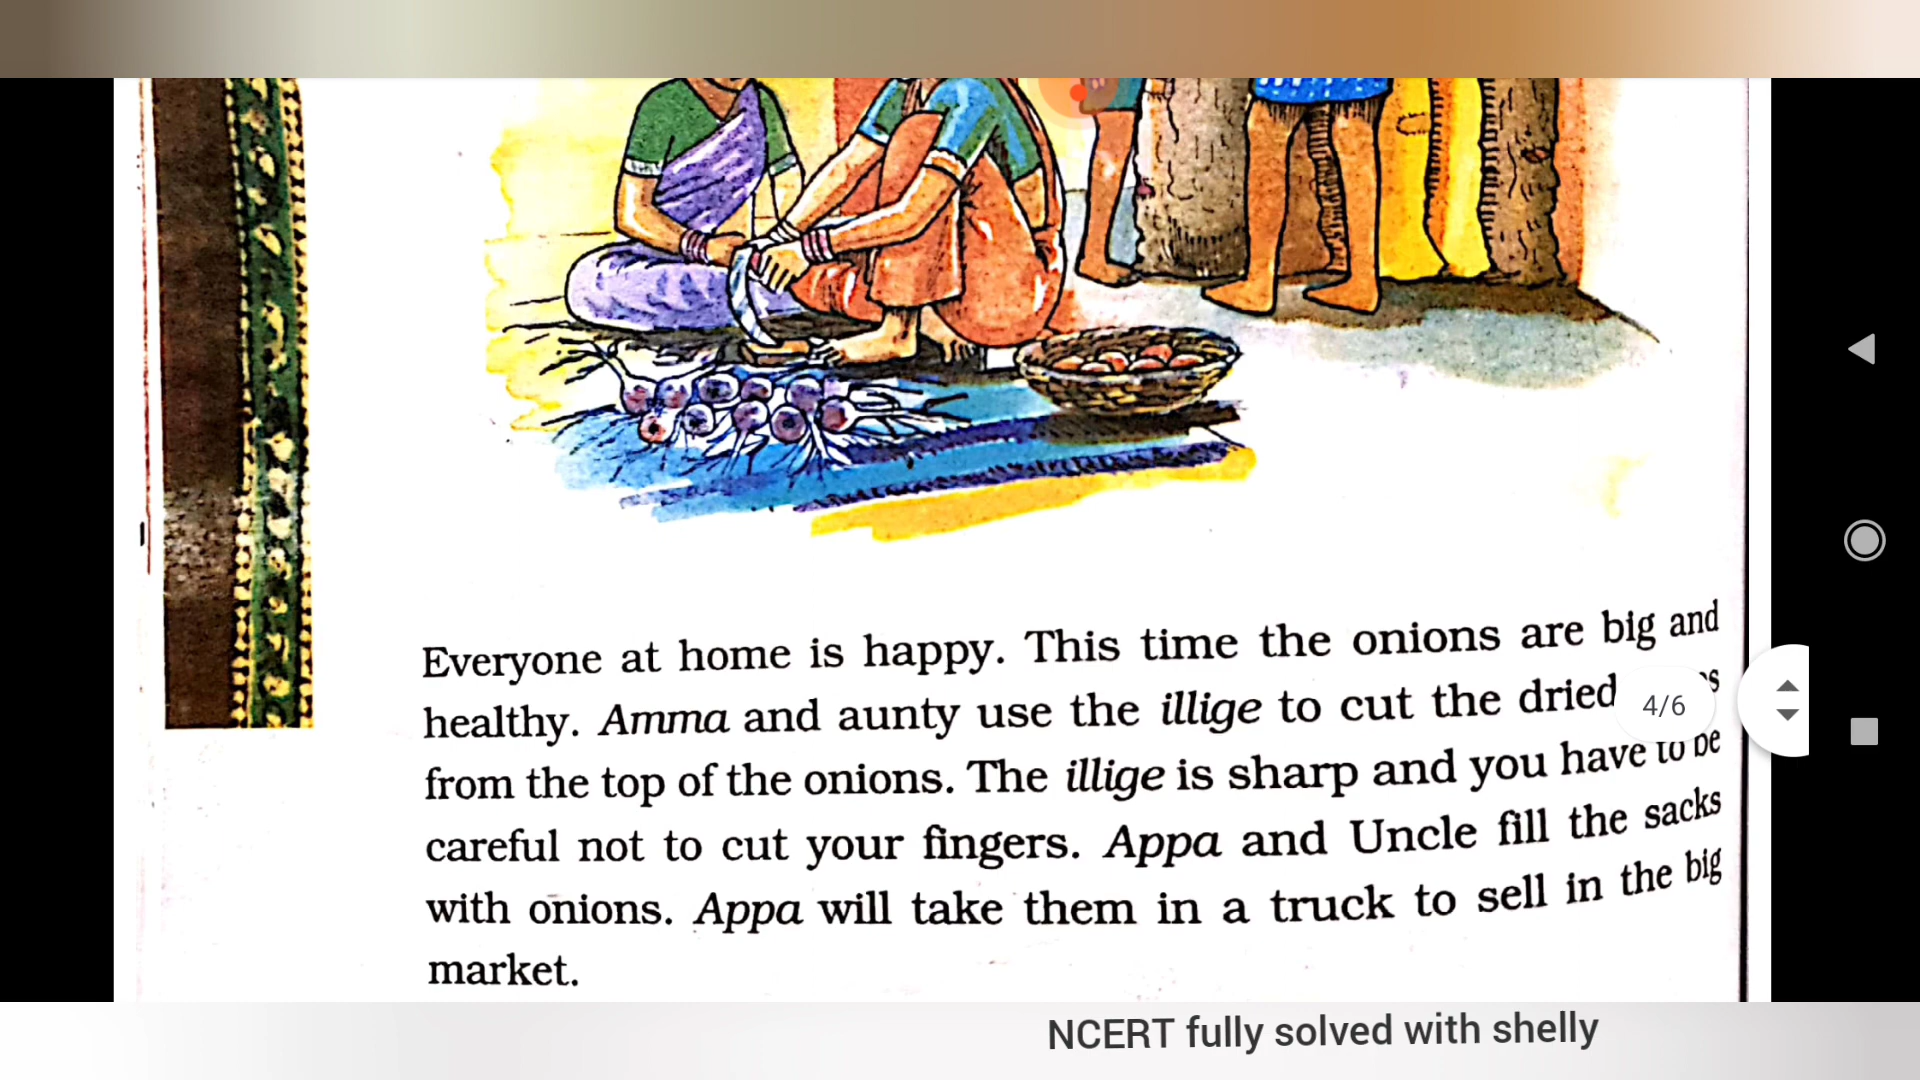 Everyone at home is happy. This time the onions are big and
healthy. Amma and aunty use the illige to cut the dried
4/6
from the top of the onions. The illige is sharp and you have to be
careful not to cut your fingers. Appa and Uncle fill the sacks
with onions. Appa will take them in a truck to sell in the big
market.
NCERT fully solved with shelly